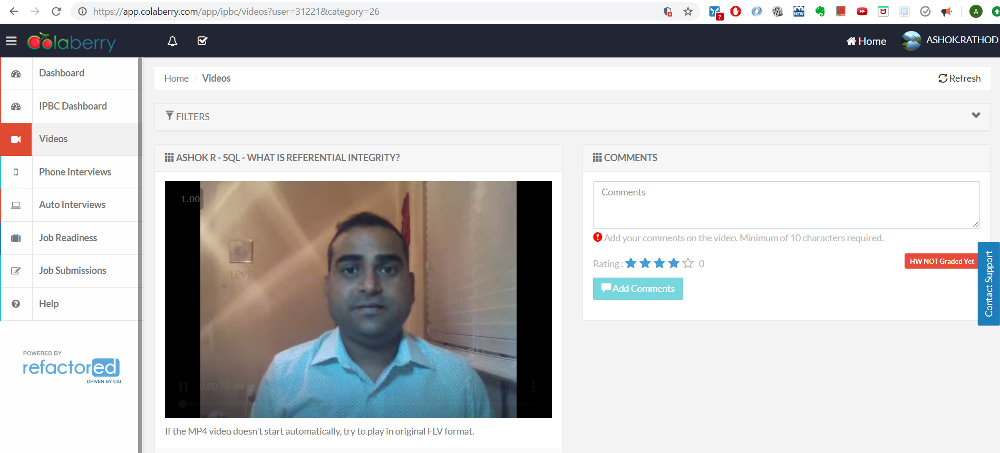 https://app.colaberry.com/app/ipbc/videos?user=31221&category=26
?
NEW
A
Colaberry
Home
ASHOK.RATHOD
Dashboard
IPBC Dashboard
Videos
Phone Interviews
Auto Interviews
Job Readiness
Job Submissions
Help
POWERED BY
refactored
DRIVEN BY CAI
Home / Videos
Refresh
FILTERS
ASHOK R - SQL - WHAT IS REFERENTIAL INTEGRITY?
1.00
0:00 / 5:40
If the MP4 video doesn't start automatically, try to play in original FLV format.
COMMENTS
Comments
Add your comments on the video. Minimum of 10 characters required.
Rating : 0
HW NOT Graded Yet
Add Comments
Contact Support